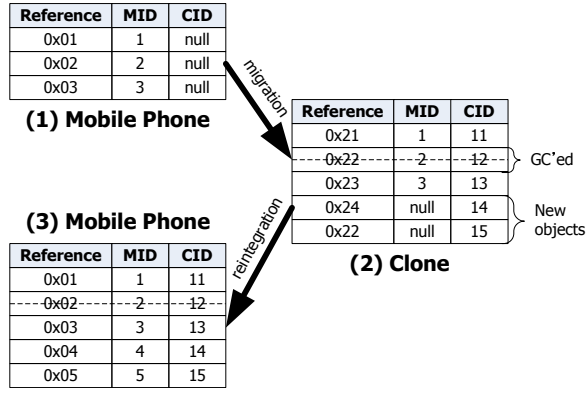 Reference MID CID
0x01 1 null
0x02 2 null
0x03 3 null
(1) Mobile Phone
migration
Reference MID CID
0x21 1 11
0x22 2 12
GC'ed
0x23 3 13
0x24 null 14
0x22 null 15
New
objects
(2) Clone
reintegration
(3) Mobile Phone
Reference MID CID
0x01 1 11
0x02 2 12
0x03 3 13
0x04 4 14
0x05 5 15